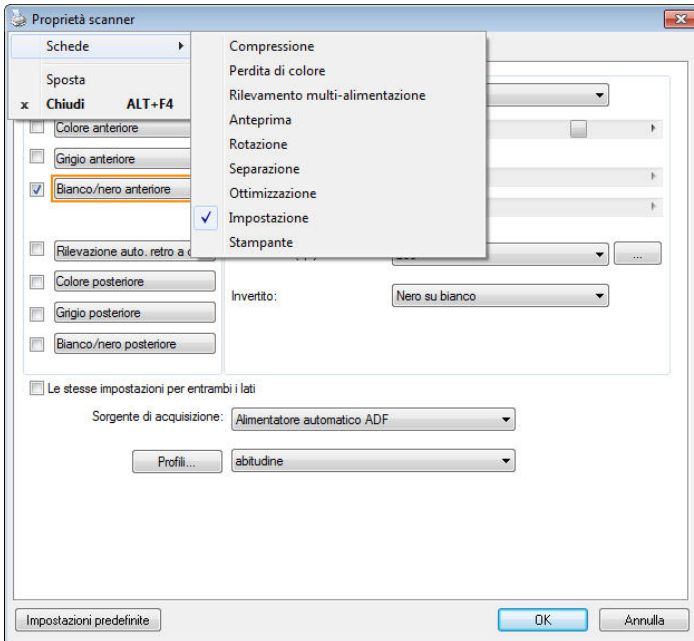 Proprietà scanner
Schede
Sposta
x Chiudi ALT+F4
Compressione
Perdita di colore
Rilevamento multi-alimentazione
Anteprima
Rotazione
Separazione
Ottimizzazione
Impostazione
Stampante
Colore anteriore
Grigio anteriore
Bianco/nero anteriore
Rilevazione auto. retro a
Colore posteriore
Grigio posteriore
Bianco/nero posteriore
...
Invertito: Nero su bianco
Le stesse impostazioni per entrambi i lati
Sorgente di acquisizione: Alimentatore automatico ADF
Profili... abitudine
Impostazioni predefinite OK Annulla